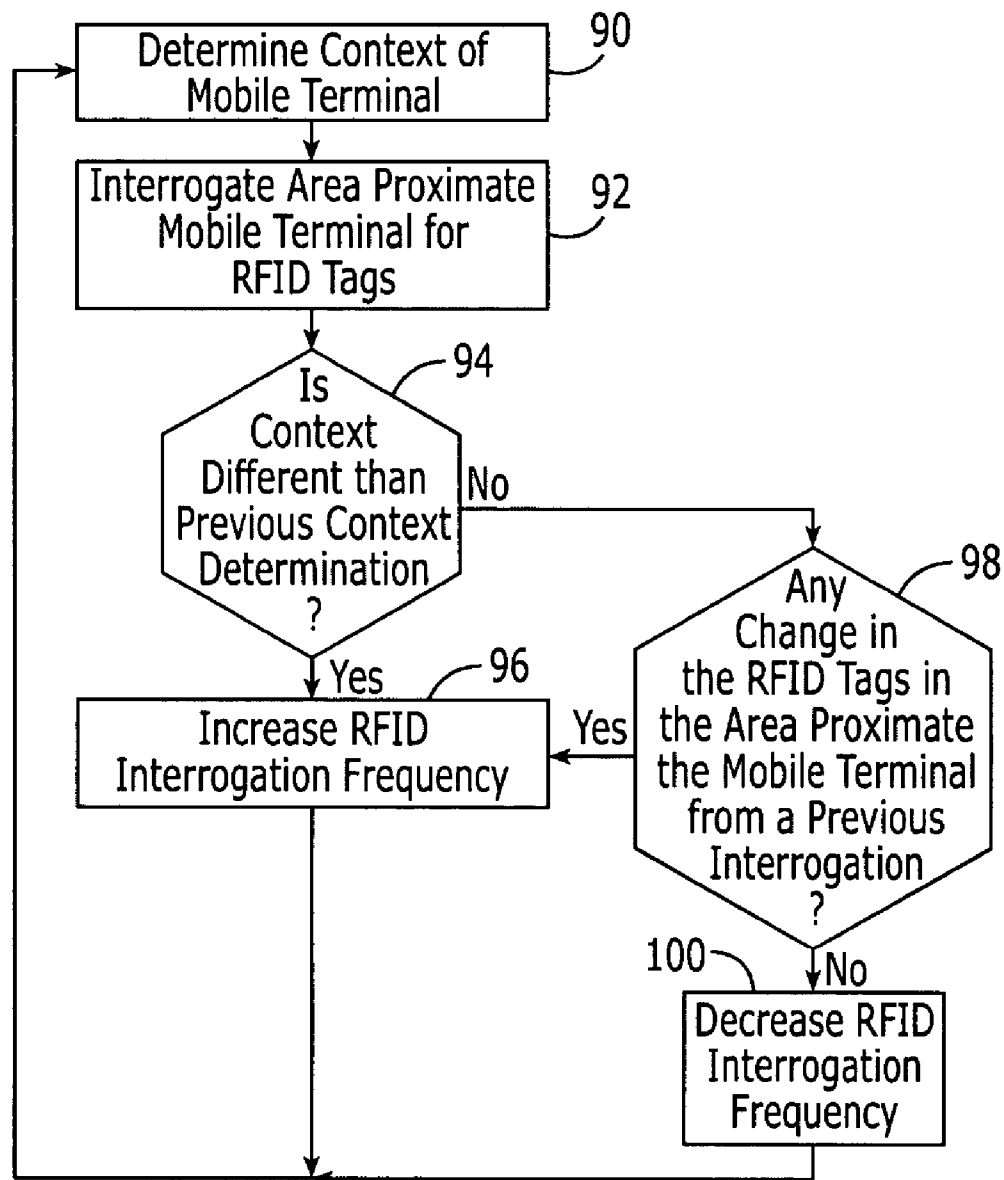 Determine Context of
Mobile Terminal
90
Interrogate Area Proximate
Mobile Terminal for
RFID Tags
92
Is
Context
Different than
Previous Context
Determination
?
94
No
Yes
Increase RFID
Interrogation Frequency
96
Any
Change in
the RFID Tags in
the Area Proximate
the Mobile Terminal
from a Previous
Interrogation
?
98
Yes
No
100
Decrease RFID
Interrogation
Frequency